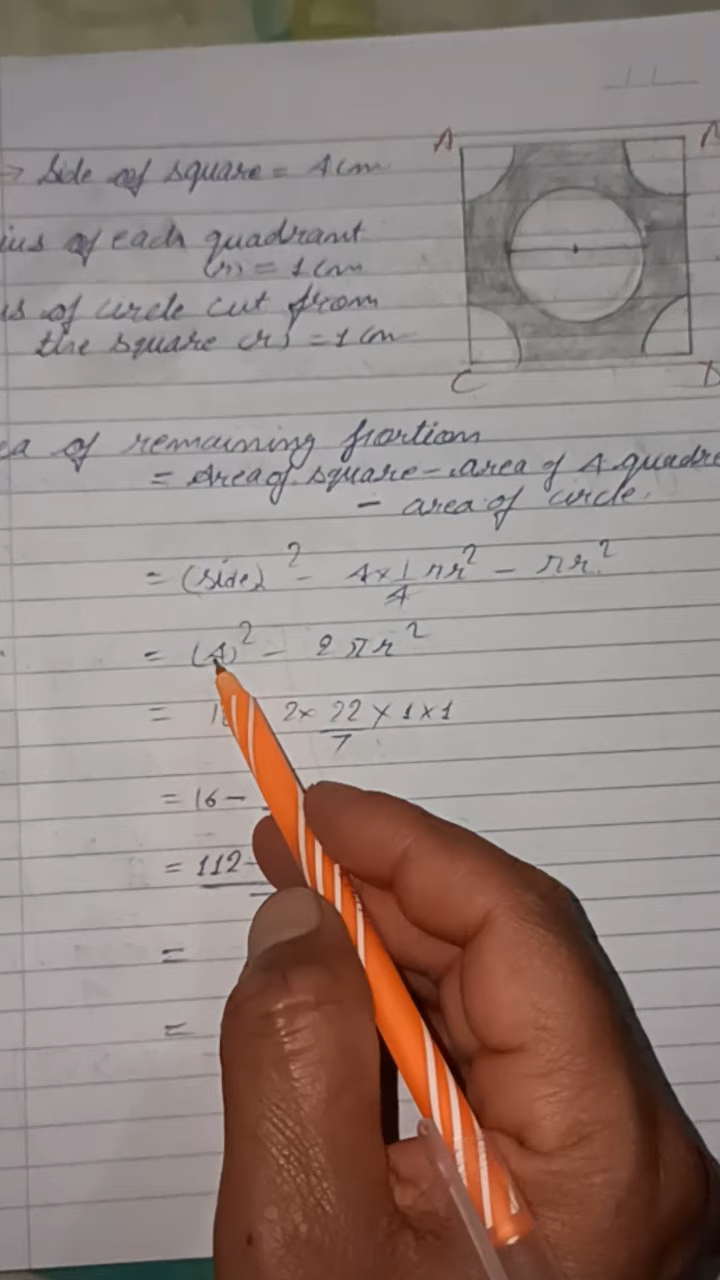 Side of square = 4 cm
ius of each quadrant
(r) = 1 cm
us of circle cut from
the square (r) = 1 cm
A
C
ea of remaining portion
= Area of square - area of 4 quadra
- area of circle.
= (side)² - 4 × 1/4 πr² - πr²
= (4)² - 2πr²
= 2 × 22/7 × 1 × 1
= 16 -
= 112 -
=
=